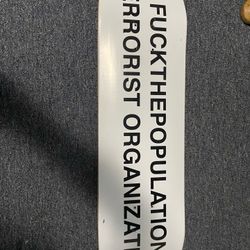 FUCKTHEPOPULATION
ERRORIST ORGANIZAT